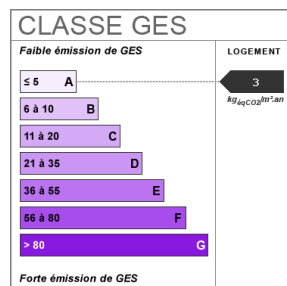 CLASSE GES
Faible émission de GES
LOGEMENT
≤ 5 A
3
kgéqCO2/m².an
6 à 10 B
11 à 20 C
21 à 35 D
36 à 55 E
56 à 80 F
> 80 G
Forte émission de GES